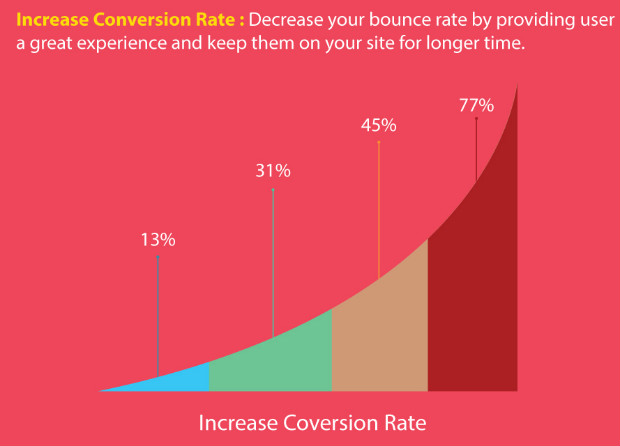 Increase Conversion Rate : Decrease your bounce rate by providing user
a great experience and keep them on your site for longer time.
77%
45%
31%
13%
Increase Coversion Rate